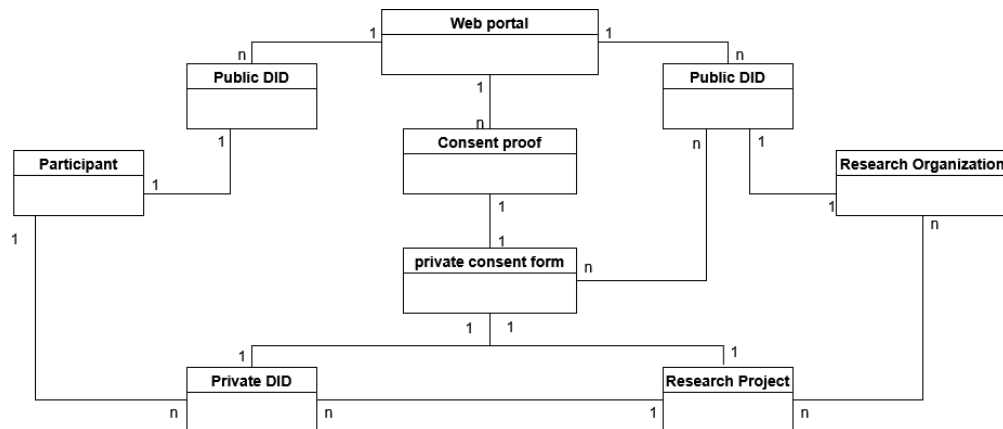 Web portal
1
1
n
n
Public DID
Public DID
1
n
Consent proof
1
n
1
Participant
Research Organization
1
1
1
1
n
1
private consent form
n
1
1
1
1
Private DID
Research Project
n
n
1
n